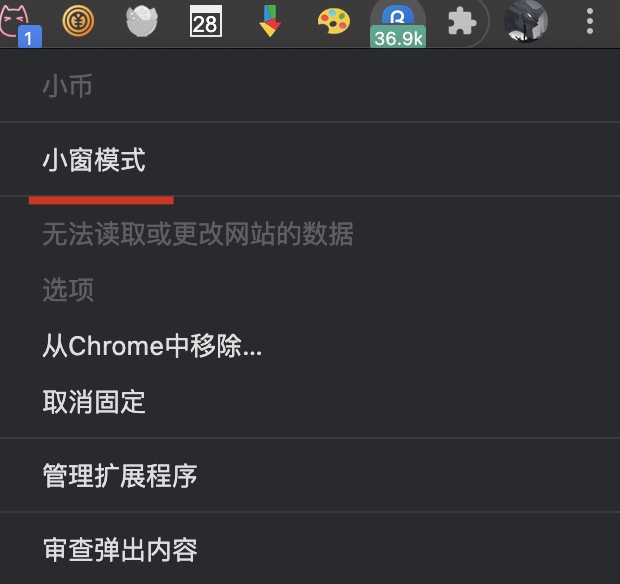 1
28
36.9k
小币
小窗模式
无法读取或更改网站的数据
选项
从Chrome中移除...
取消固定
管理扩展程序
审查弹出内容